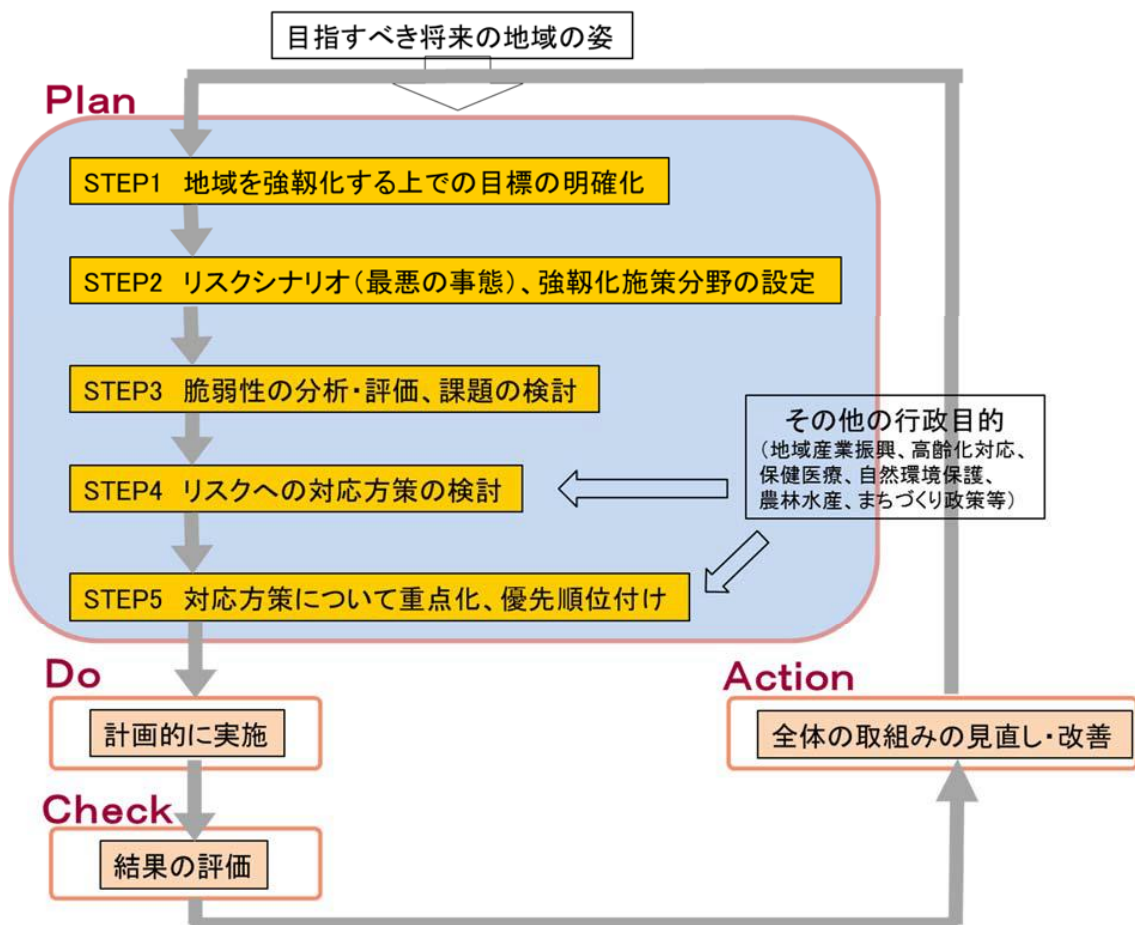 目指すべき将来の地域の姿
Plan
STEP1 地域を強靱化する上での目標の明確化
STEP2 リスクシナリオ(最悪の事態)、強靱化施策分野の設定
STEP3 脆弱性の分析・評価、課題の検討
その他の行政目的
(地域産業振興、高齢化対応、
保健医療、自然環境保護、
農林水産、まちづくり政策等)
STEP4 リスクへの対応方策の検討
STEP5 対応方策について重点化、優先順位付け
Do
計画的に実施
Check
結果の評価
Action
全体の取組みの見直し・改善